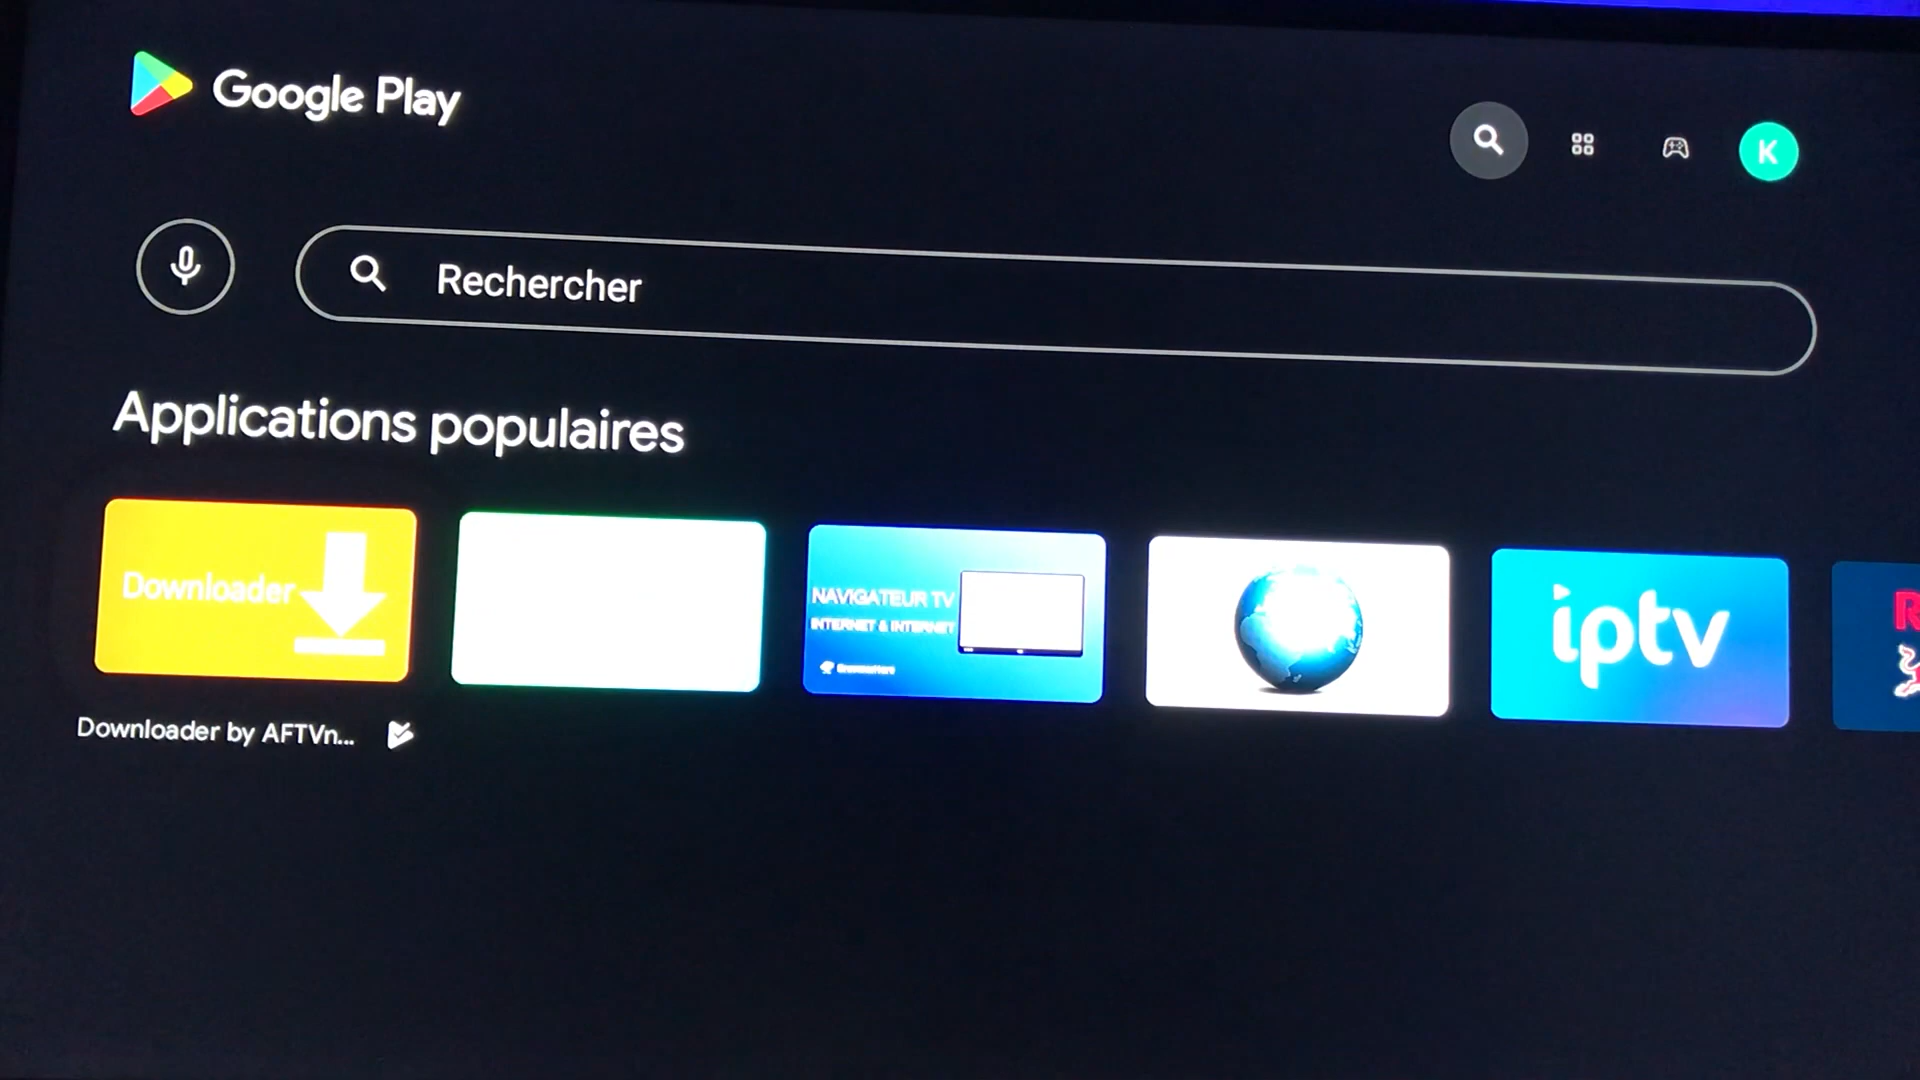 Google Play
K
Rechercher
Applications populaires
Downloader
NAVIGATEUR TV
INTERNET & INTERNET
iptv
R
Downloader by AFTVn...